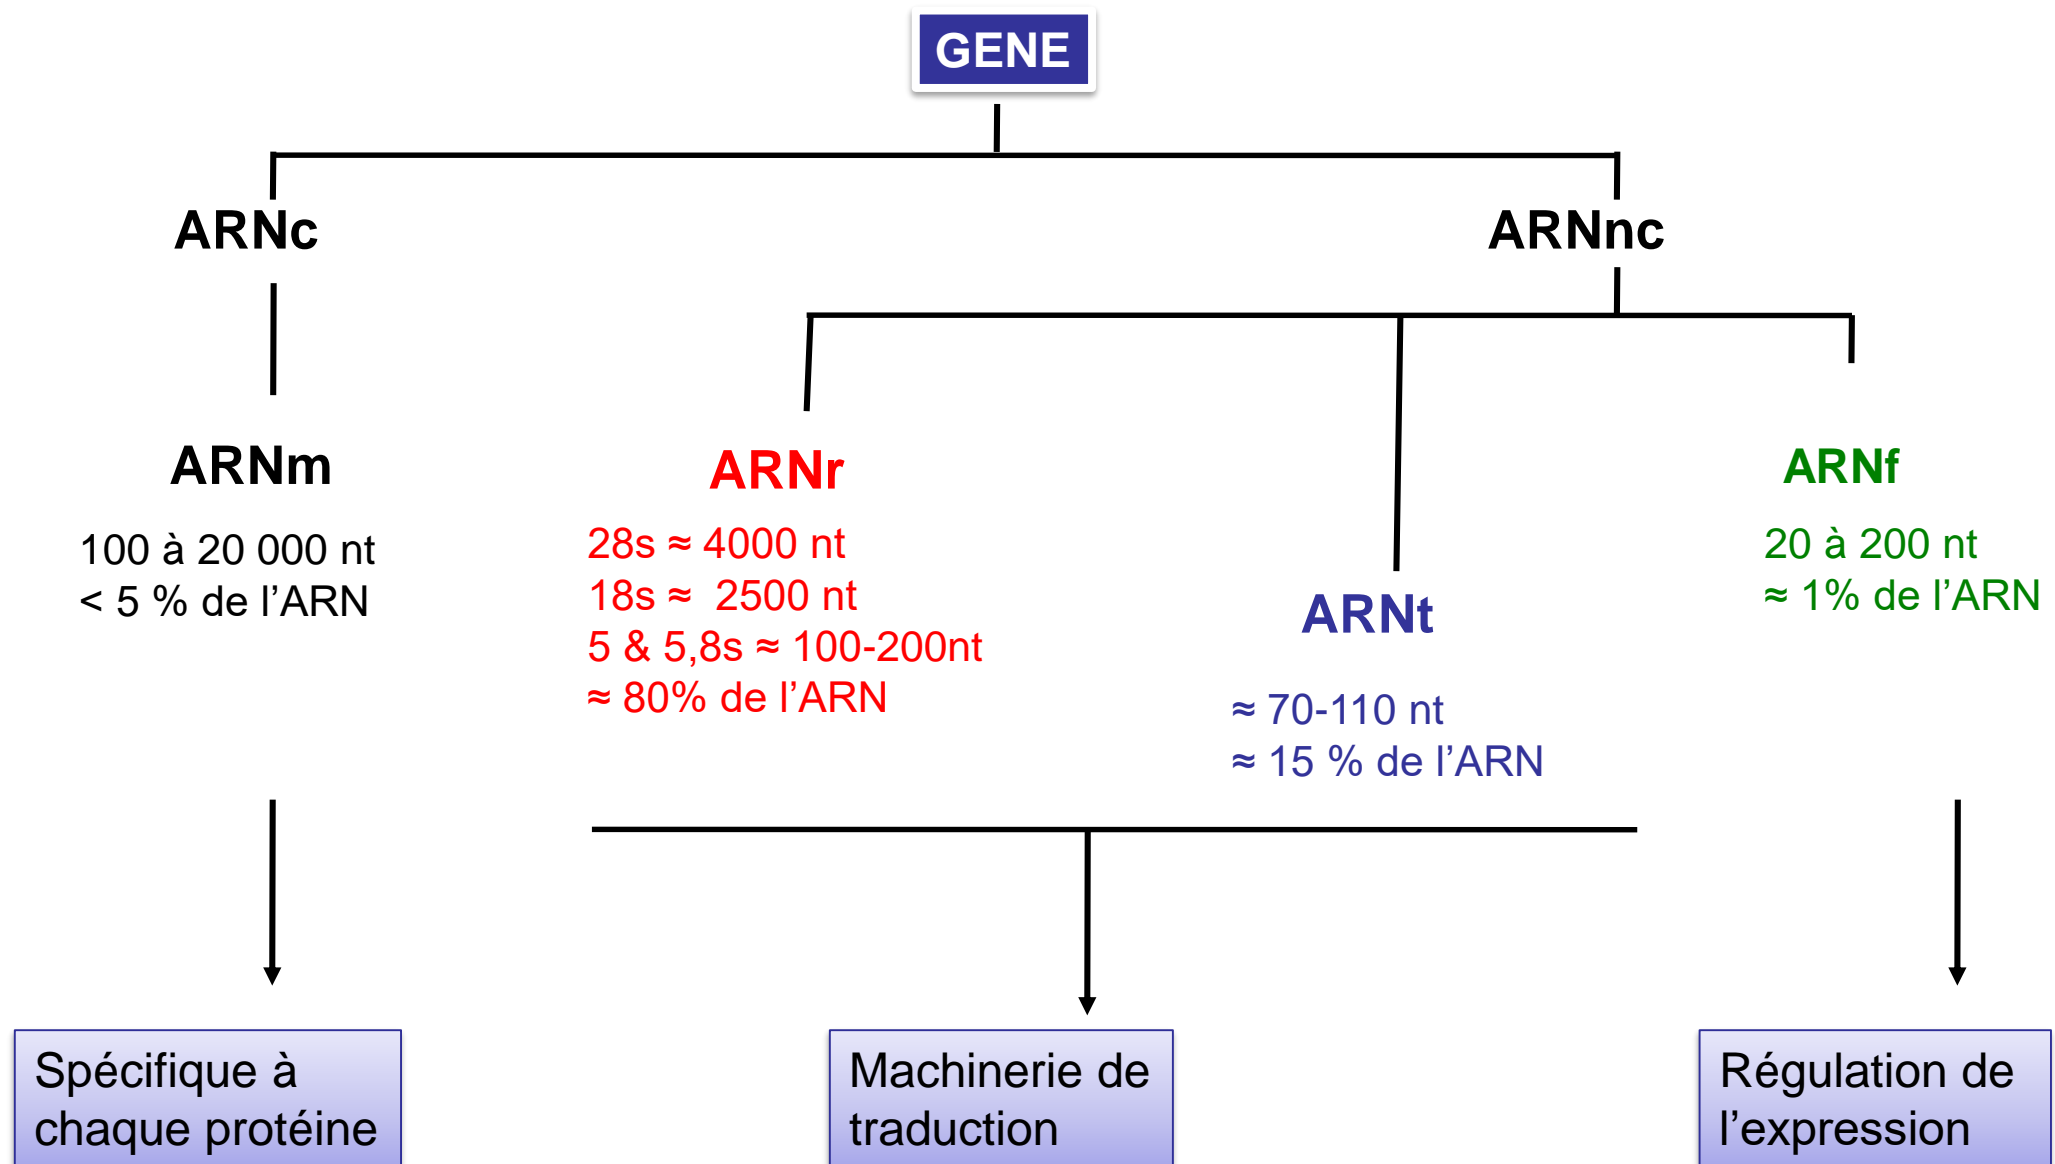 GENE
ARNc
ARNnc
ARNm
100 à 20 000 nt
< 5 % de l’ARN
ARNr
28s ≈ 4000 nt
18s ≈ 2500 nt
5 & 5,8s ≈ 100-200nt
≈ 80% de l’ARN
ARNt
≈ 70-110 nt
≈ 15 % de l’ARN
ARNf
20 à 200 nt
≈ 1% de l’ARN
Spécifique à
chaque protéine
Machinerie de
traduction
Régulation de
l’expression